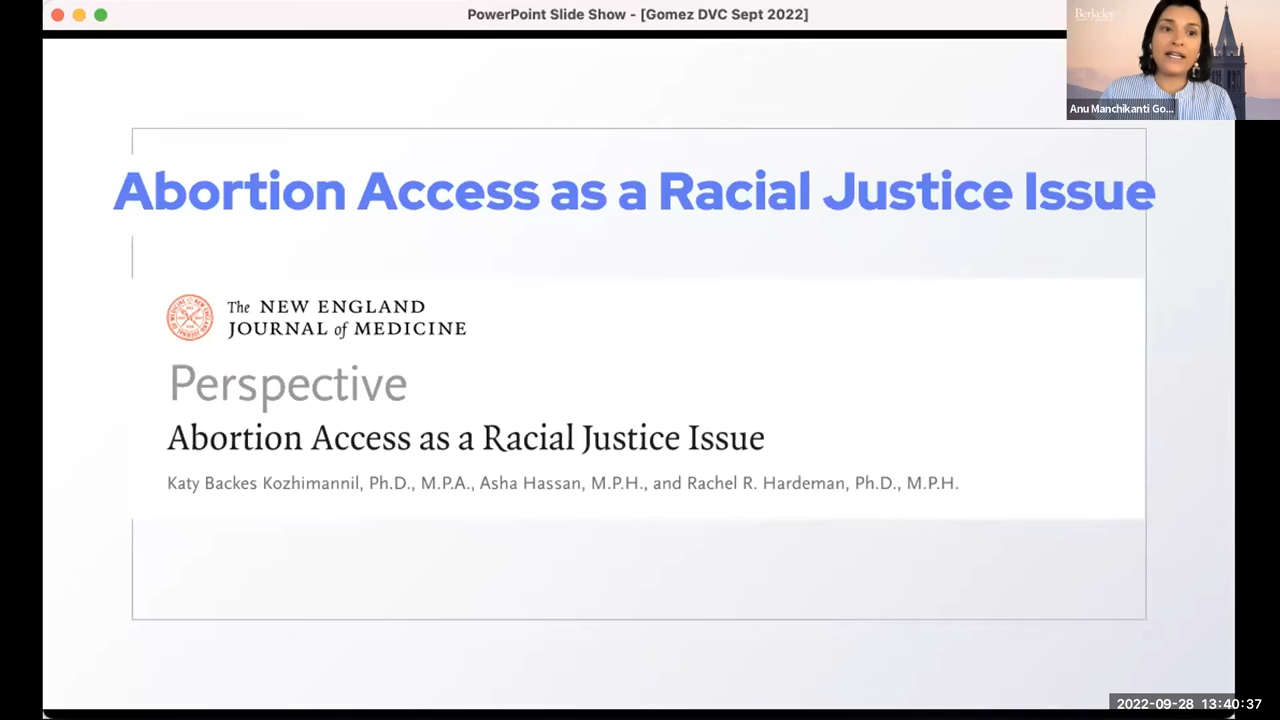 PowerPoint Slide Show - [Gomez DVC Sept 2022]
Berkeley
Anu Manchikanti Go...
Abortion Access as a Racial Justice Issue
The NEW ENGLAND
JOURNAL of MEDICINE
Perspective
Abortion Access as a Racial Justice Issue
Katy Backes Kozhimannil, Ph.D., M.P.A., Asha Hassan, M.P.H., and Rachel R. Hardeman, Ph.D., M.P.H.
2022-09-28 13:40:37